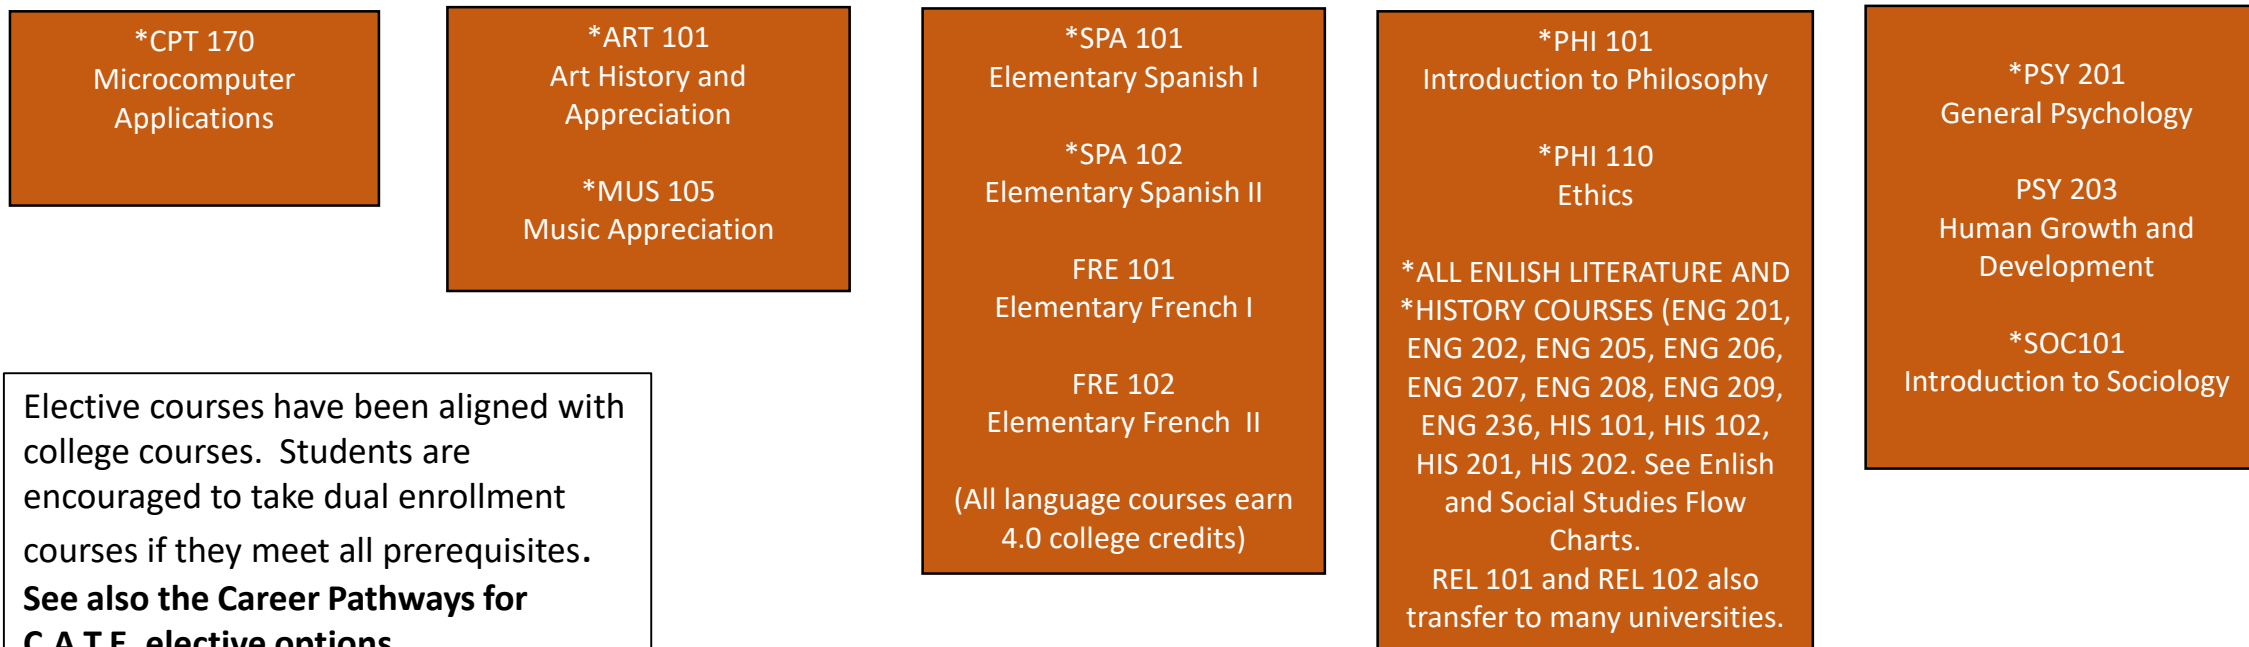 *CPT 170
Microcomputer
Applications
*ART 101
Art History and
Appreciation
*MUS 105
Music Appreciation
*SPA 101
Elementary Spanish I
*SPA 102
Elementary Spanish II
FRE 101
Elementary French I
FRE 102
Elementary French  II
(All language courses earn
4.0 college credits)
*PHI 101
Introduction to Philosophy
*PHI 110
Ethics
*ALL ENLISH LITERATURE AND
*HISTORY COURSES (ENG 201,
ENG 202, ENG 205, ENG 206,
ENG 207, ENG 208, ENG 209,
ENG 236, HIS 101, HIS 102,
HIS 201, HIS 202. See Enlish
and Social Studies Flow
Charts.
REL 101 and REL 102 also
transfer to many universities.
*PSY 201
General Psychology
PSY 203
Human Growth and
Development
*SOC101
Introduction to Sociology
Elective courses have been aligned with
college courses.  Students are
encouraged to take dual enrollment
courses if they meet all prerequisites.
See also the Career Pathways for
C.A.T.E. elective options